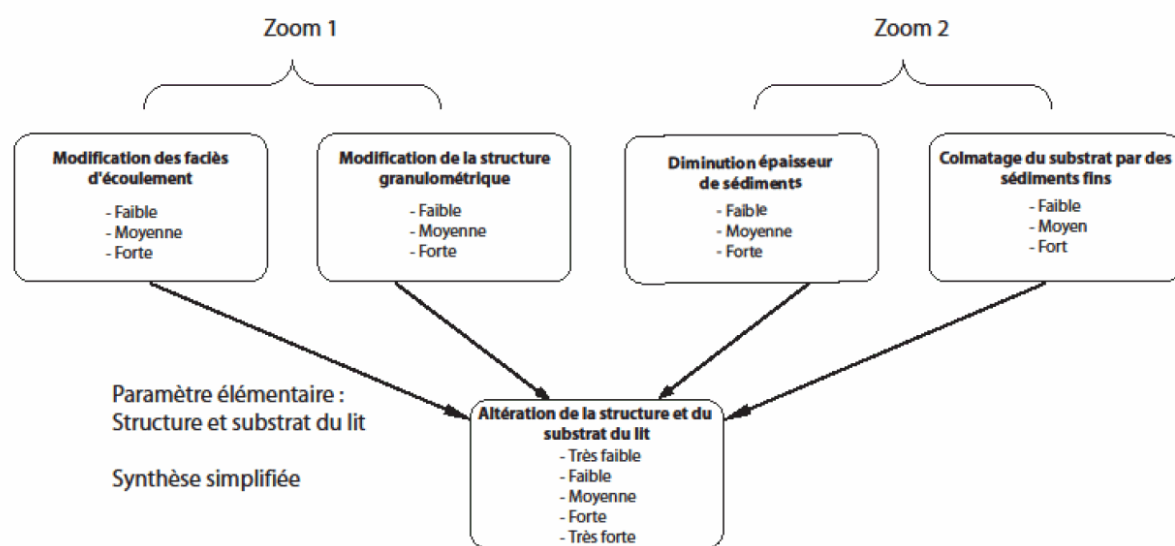 Zoom 1
Zoom 2
Modification des faciès
d'écoulement
- Faible
- Moyenne
- Forte
Modification de la structure
granulométrique
- Faible
- Moyenne
- Forte
Diminution épaisseur
de sédiments
- Faible
- Moyenne
- Forte
Colmatage du substrat par des
sédiments fins
- Faible
- Moyen
- Fort
Paramètre élémentaire :
Structure et substrat du lit
Synthèse simplifiée
Altération de la structure et du
substrat du lit
- Très faible
- Faible
- Moyenne
- Forte
- Très forte